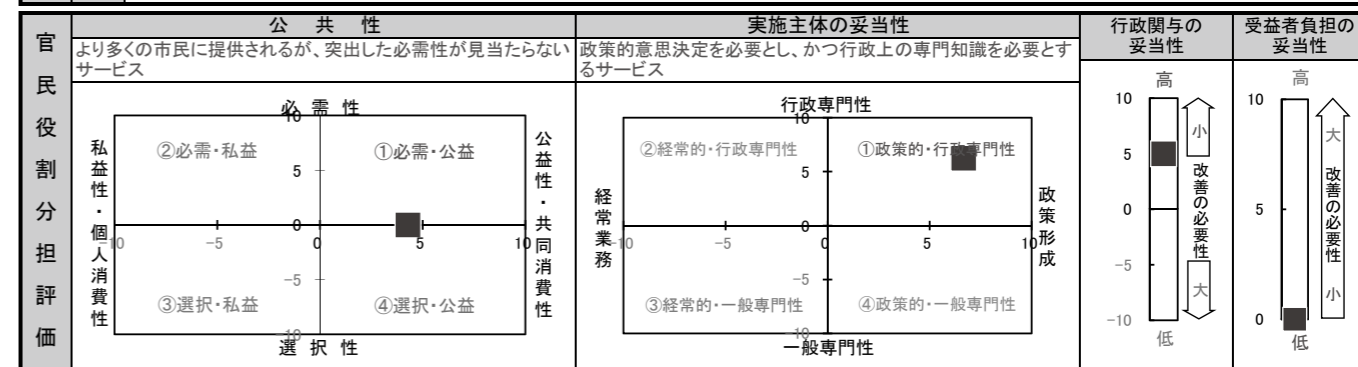 官民役割分担評価
公共性
より多くの市民に提供されるが、突出した必需性が見当たらない
サービス
必需性
10
②必需・私益
①必需・公益
5
0
-10
-5
0
5
10
-5
③選択・私益
④選択・公益
-10
選択性
私益性・個人消費性
公益性・共同消費性
実施主体の妥当性
政策的意思決定を必要とし、かつ行政上の専門知識を必要とす
るサービス
行政専門性
10
②経常的・行政専門性
①政策的・行政専門性
5
0
-10
-5
0
5
10
-5
③経常的・一般専門性
④政策的・一般専門性
-10
一般専門性
経常業務
政策形成
行政関与の
妥当性
高
10
5
0
-5
-10
低
小
改善の必要性
大
受益者負担の
妥当性
高
10
5
0
低
大
改善の必要性
小